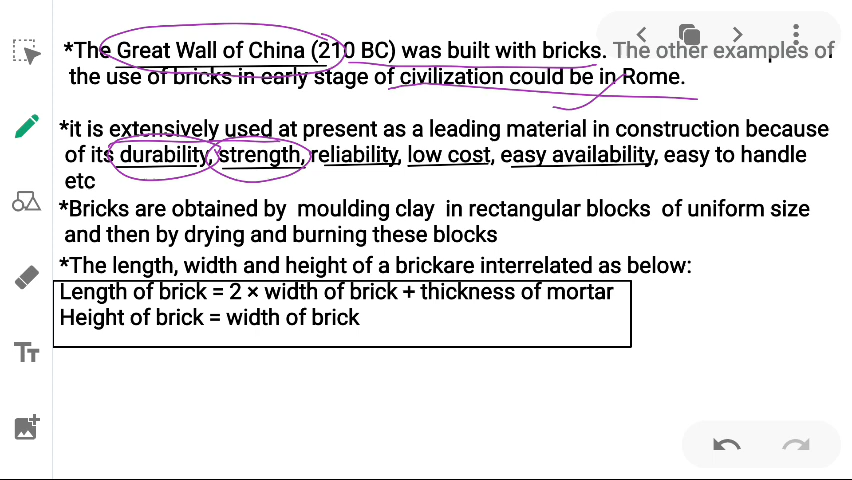 *The Great Wall of China (210 BC) was built with bricks. The other examples of
the use of bricks in early stage of civilization could be in Rome.
*it is extensively used at present as a leading material in construction because
of its durability, strength, reliability, low cost, easy availability, easy to handle
etc
*Bricks are obtained by moulding clay in rectangular blocks of uniform size
and then by drying and burning these blocks
*The length, width and height of a brickare interrelated as below:
Length of brick = 2 × width of brick + thickness of mortar
Height of brick = width of brick
Tт